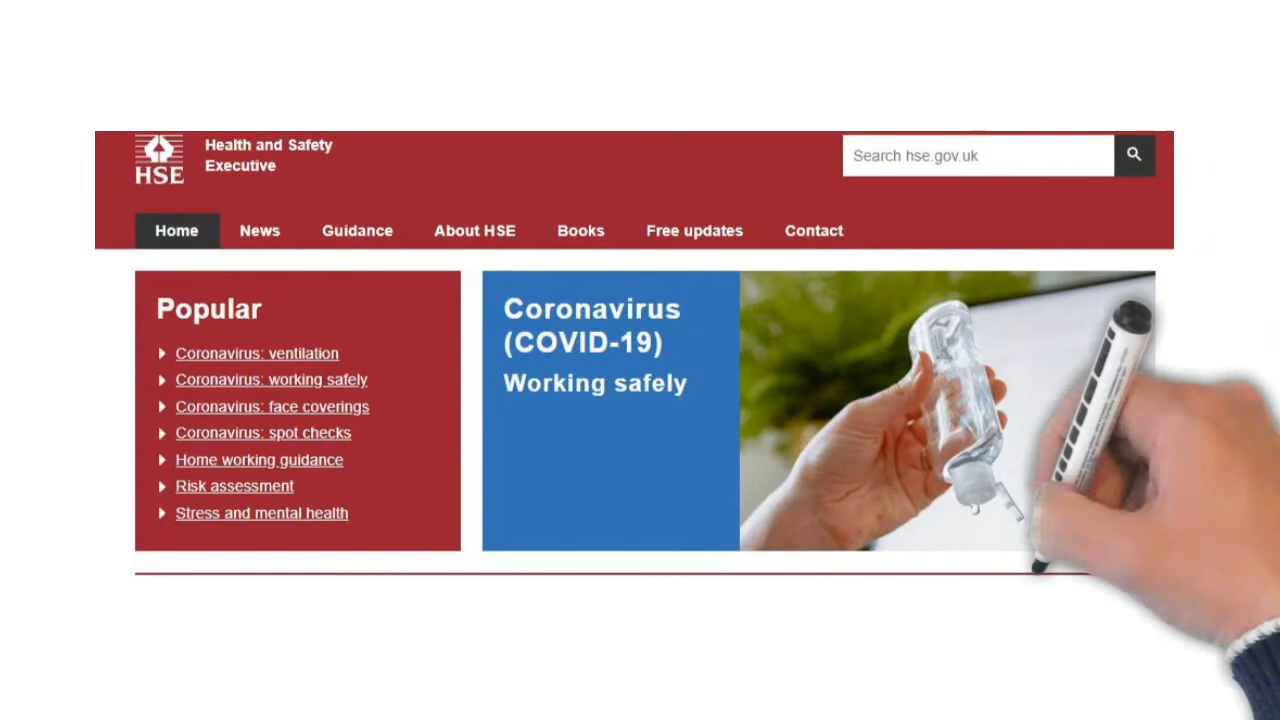 Health and Safety
Executive
HSE
Search hse.gov.uk
Home News Guidance About HSE Books Free updates Contact
Popular
Coronavirus: ventilation
Coronavirus: working safely
Coronavirus: face coverings
Coronavirus: spot checks
Home working guidance
Risk assessment
Stress and mental health
Coronavirus
(COVID-19)
Working safely